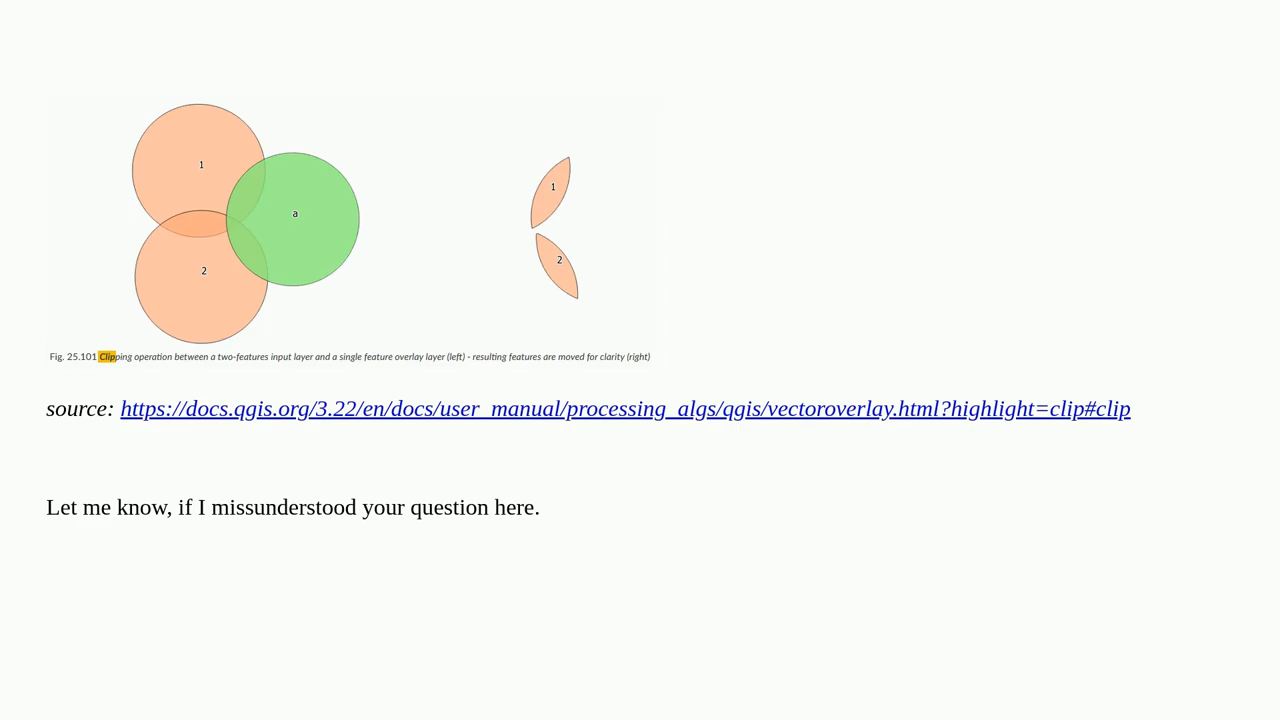 1
1
a
2
2
Fig. 25.101 Clipping operation between a two-features input layer and a single feature overlay layer (left) - resulting features are moved for clarity (right)
source: https://docs.qgis.org/3.22/en/docs/user_manual/processing_algs/qgis/vectoroverlay.html?highlight=clip#clip
Let me know, if I missunderstood your question here.